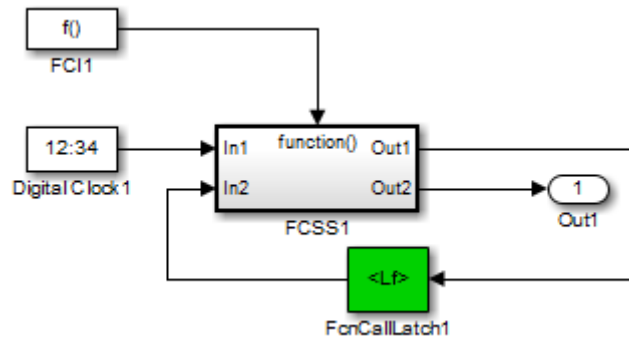 f()
FCI1
12:34
Digital Clock1
function()
In1
Out1
In2
Out2
FCSS1
1
Out1
<Lf>
FcnCallLatch1